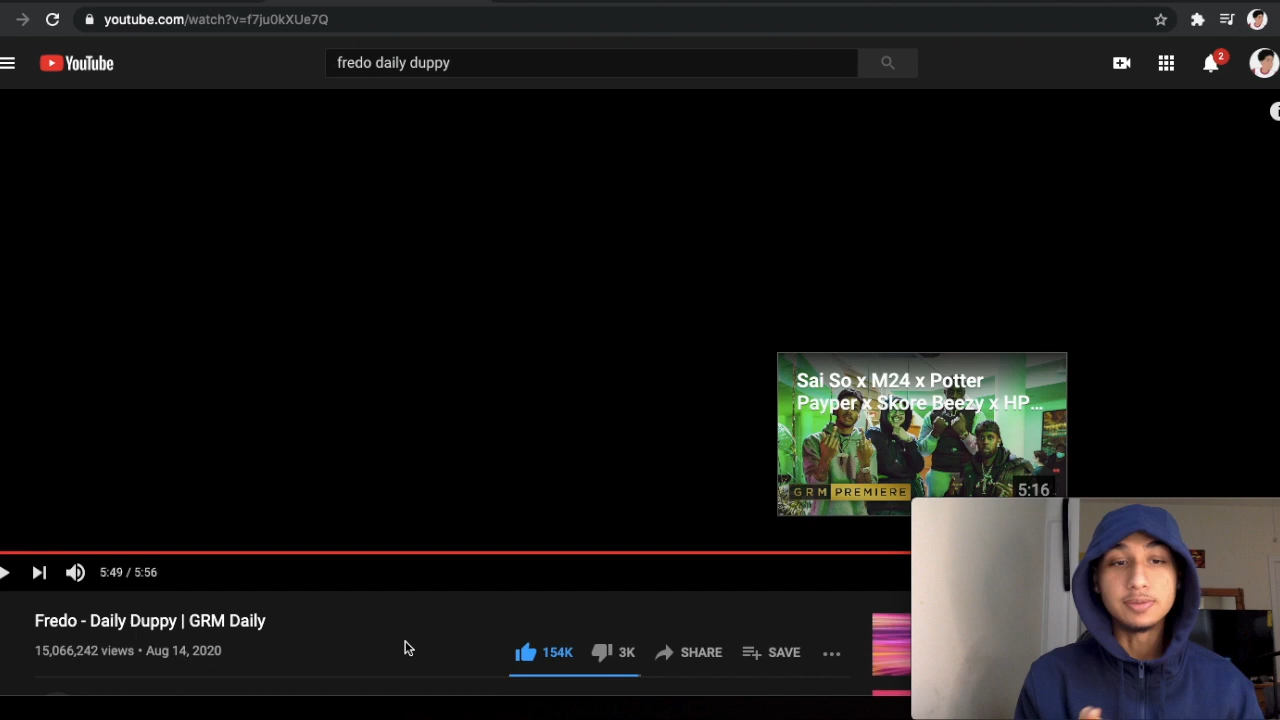 youtube.com/watch?v=f7ju0kXUe7Q
YouTube
fredo daily duppy
2
Sai So x M24 x Potter
Payper x Skore Beezy x HP...
GRM PREMIERE
5:16
5:49 / 5:56
Fredo - Daily Duppy | GRM Daily
15,066,242 views • Aug 14, 2020
154K
3K
SHARE
SAVE